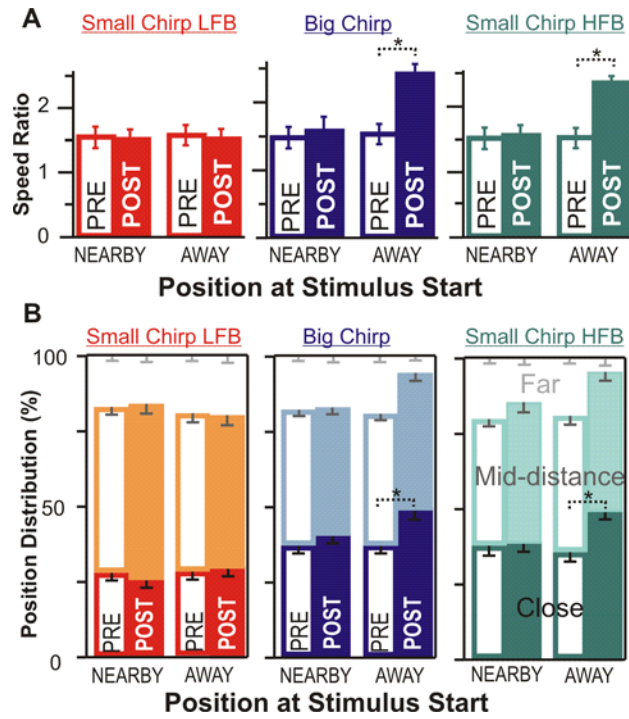 A
Small Chirp LFB Big Chirp Small Chirp HFB
* *
2
1
0
Speed Ratio
PRE POST PRE POST PRE POST PRE POST PRE POST PRE POST
NEARBY AWAY NEARBY AWAY NEARBY AWAY
Position at Stimulus Start
B
Small Chirp LFB Big Chirp Small Chirp HFB
100
Far
Mid-distance
50
* *
Close
0
Position Distribution (%)
PRE POST PRE POST PRE POST
NEARBY AWAY NEARBY AWAY NEARBY AWAY
Position at Stimulus Start